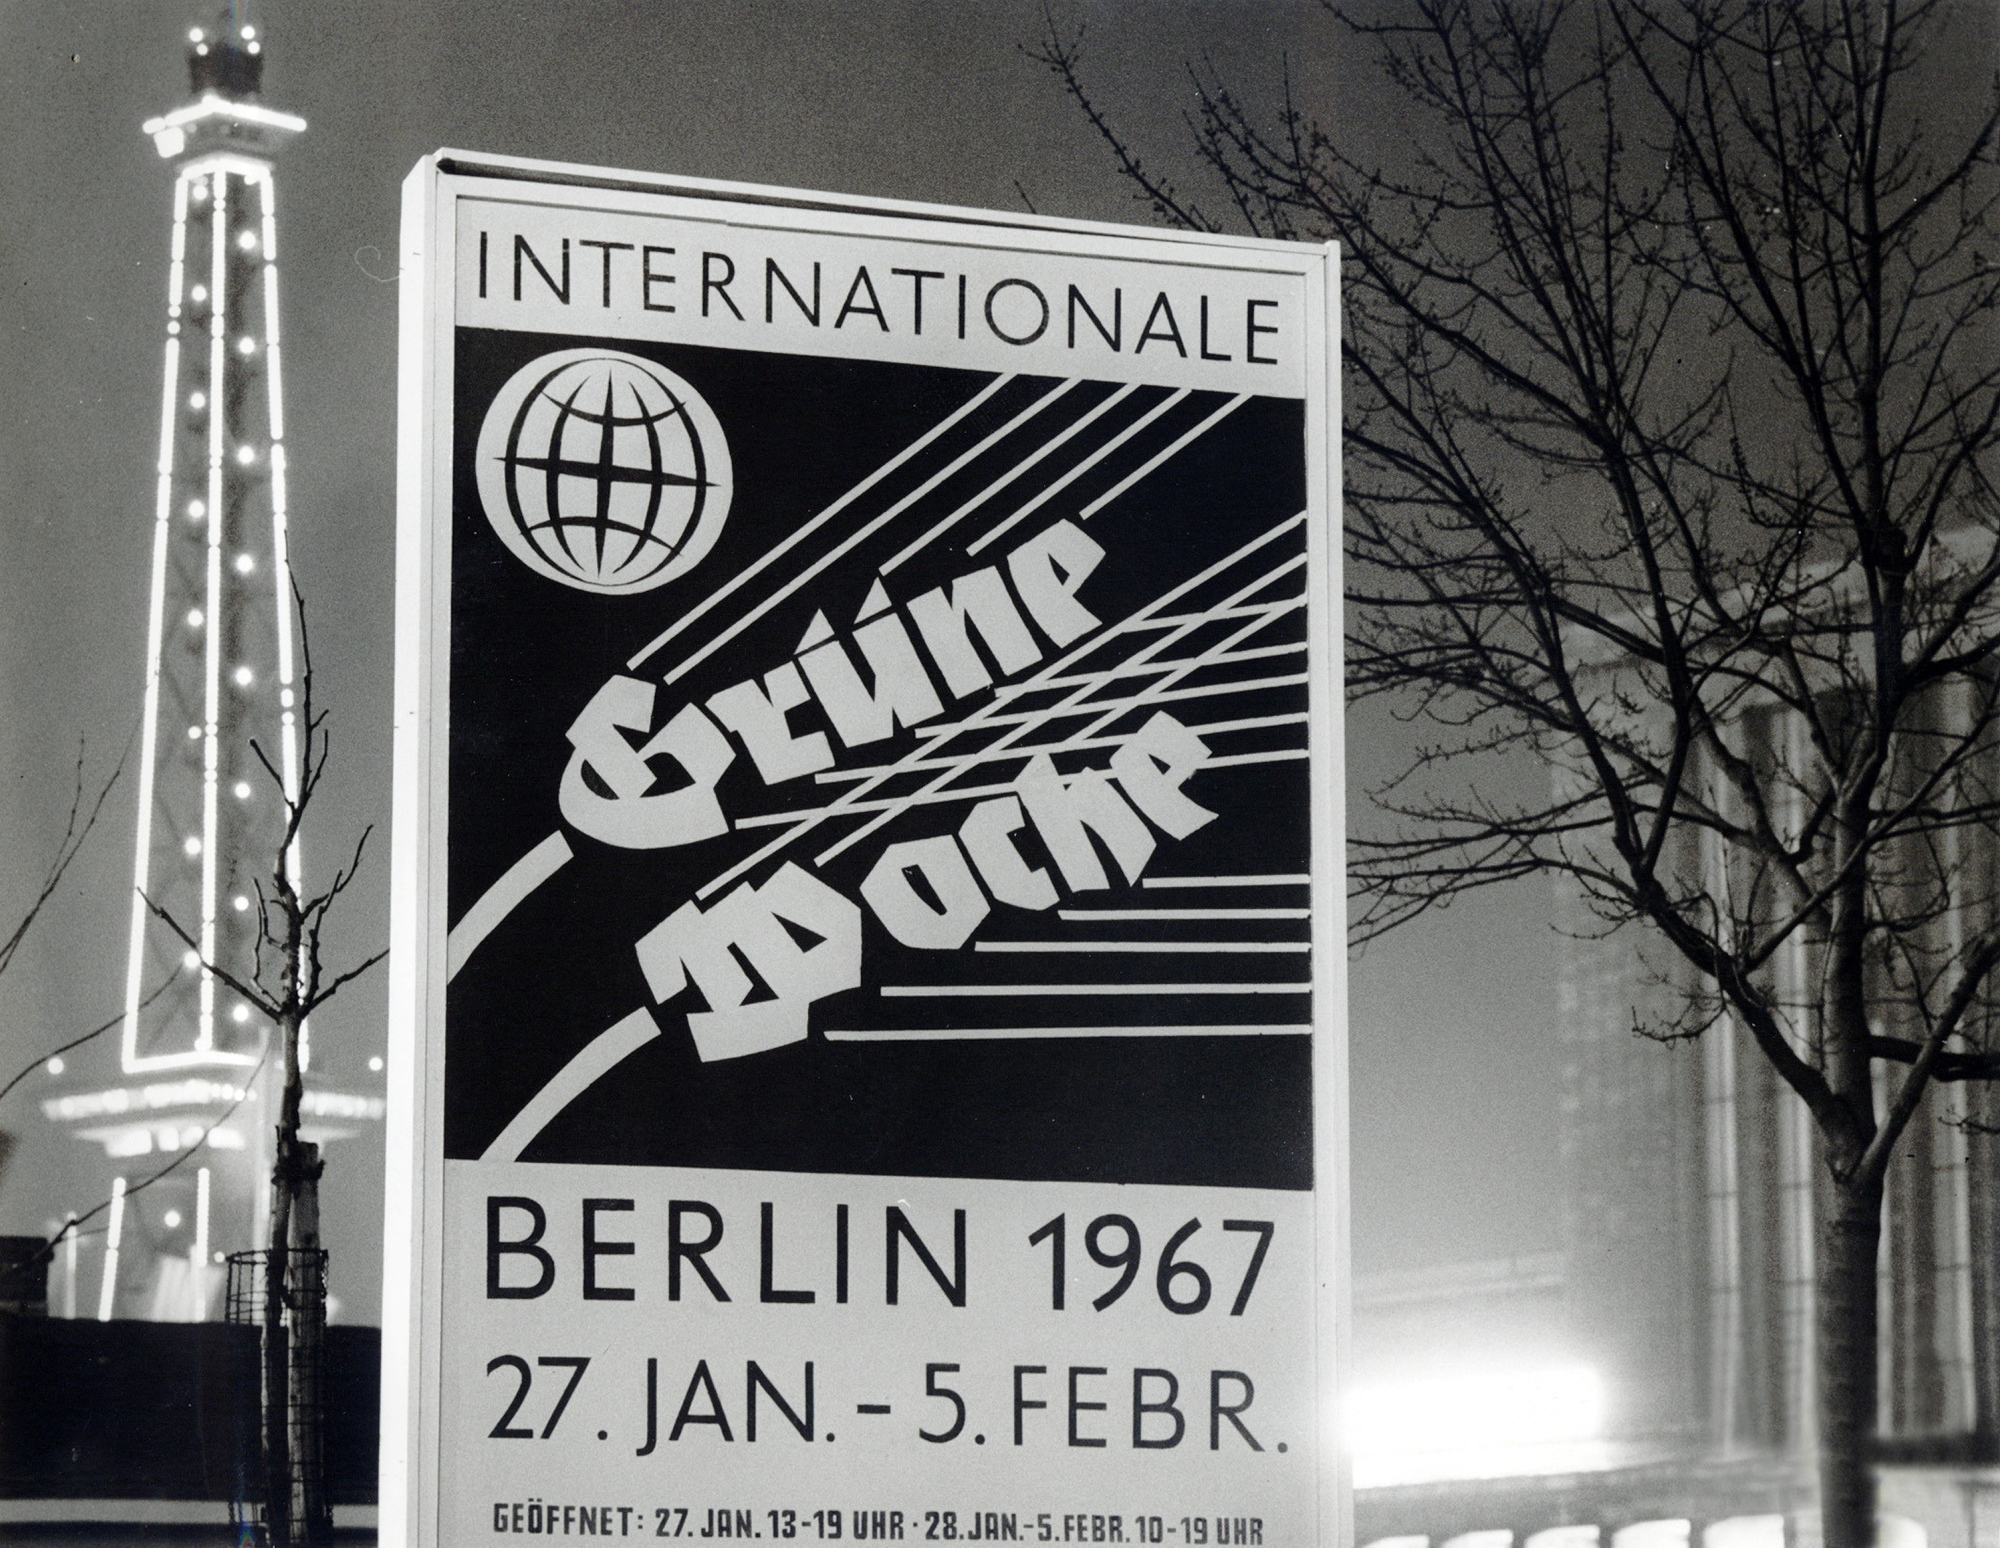 INTERNATIONALE
Grüne
Woche
BERLIN 1967
27. JAN. - 5. FEBR.
GEÖFFNET: 27. JAN. 13-19 UHR · 28. JAN.-5. FEBR. 10-19 UHR